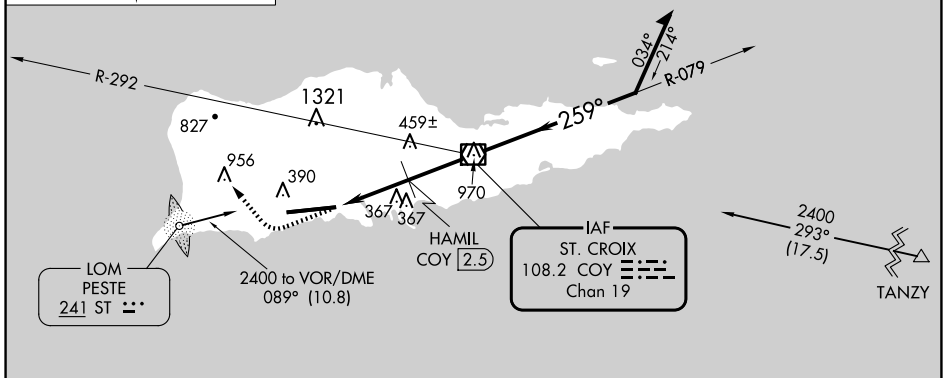 034°
214°
R-079
R-292
1321
259°
827
459±
956
390
970
367
367
HAMIL
COY 2.5
IAF
ST. CROIX
108.2 COY
Chan 19
2400
293°
(17.5)
TANZY
LOM
PESTE
241 ST
2400 to VOR/DME
089° (10.8)